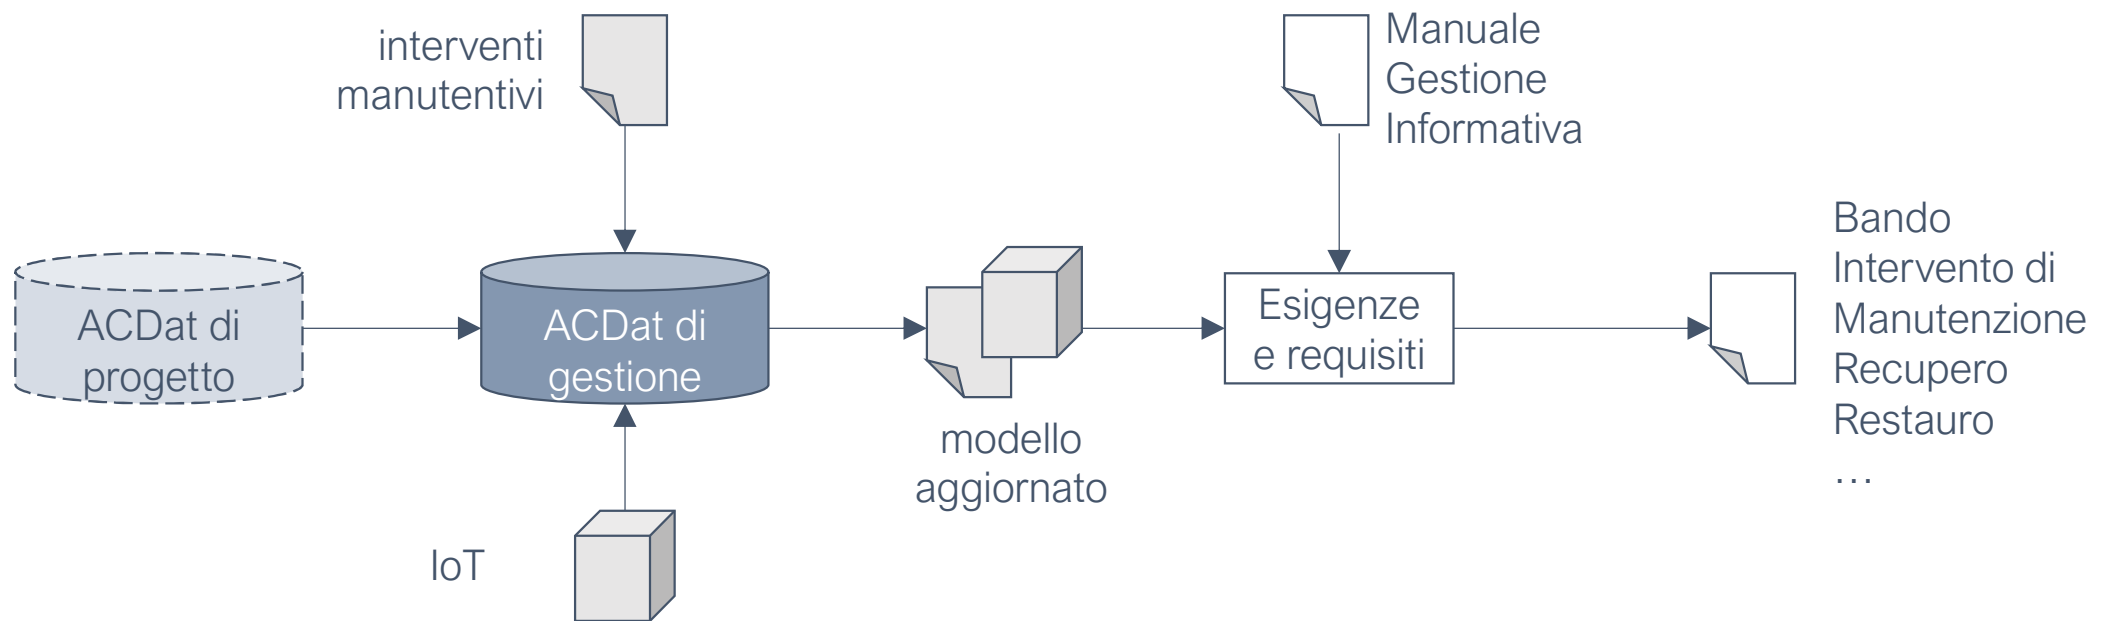 interventi
manutentivi
Manuale
Gestione
Informativa
ACDat di
progetto
ACDat di
gestione
modello
aggiornato
Esigenze
e requisiti
Bando
Intervento di
Manutenzione
Recupero
Restauro
…
IoT